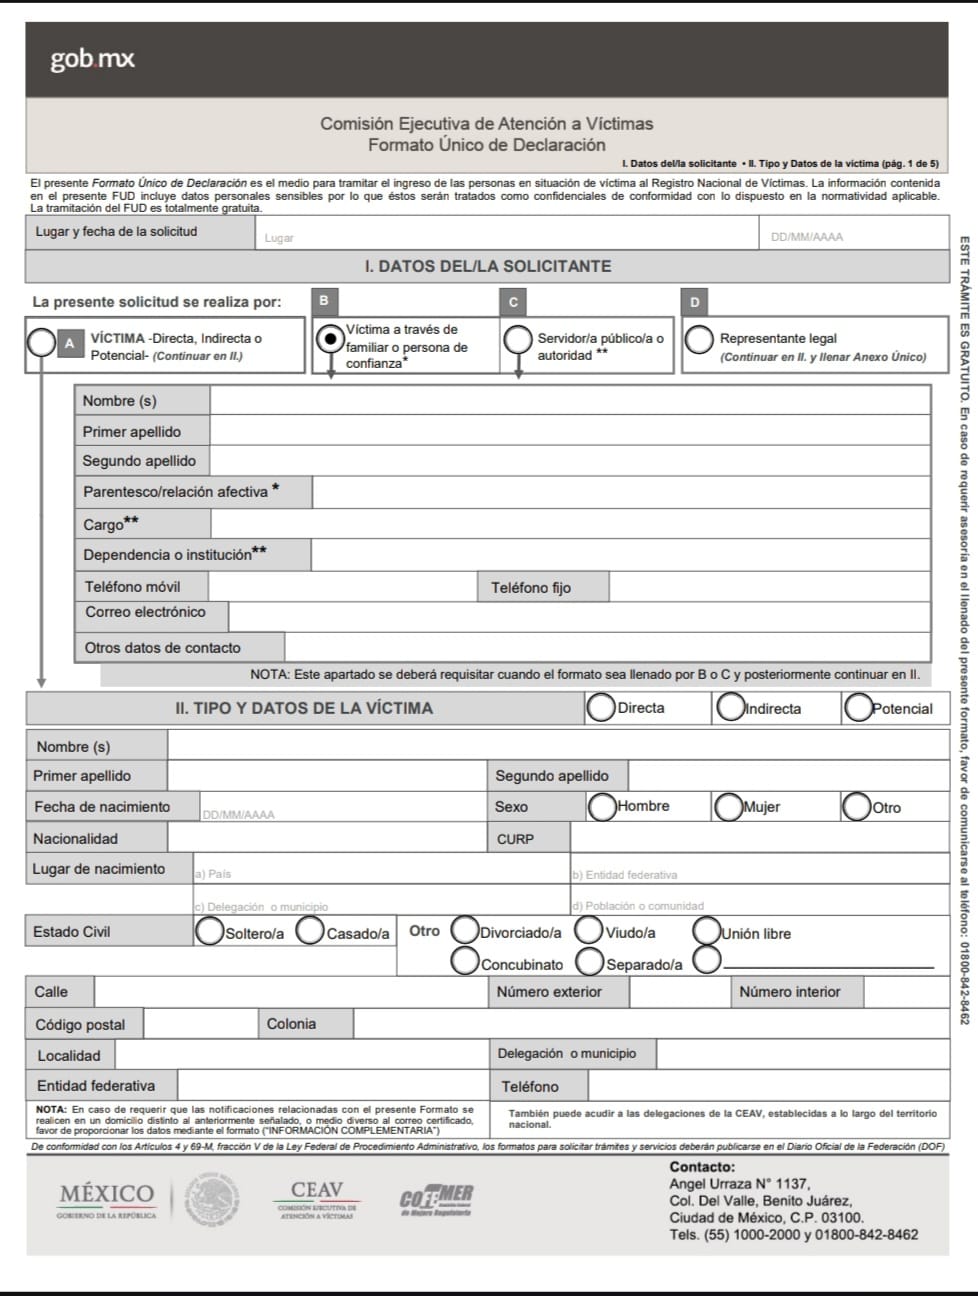 gob.mx
Comisión Ejecutiva de Atención a Víctimas
Formato Único de Declaración
I. Datos del/la solicitante • II. Tipo y Datos de la víctima (pág. 1 de 5)
El presente Formato Único de Declaración es el medio para tramitar el ingreso de las personas en situación de víctima al Registro Nacional de Víctimas. La información contenida
en el presente FUD incluye datos personales sensibles por lo que éstos serán tratados como confidenciales de conformidad con lo dispuesto en la normatividad aplicable.
La tramitación del FUD es totalmente gratuita.
Lugar y fecha de la solicitud Lugar DD/MM/AAAA
I. DATOS DEL/LA SOLICITANTE
La presente solicitud se realiza por: B C D
A VÍCTIMA -Directa, Indirecta o
Potencial- (Continuar en II.)
Víctima a través de
familiar o persona de
confianza*
Servidor/a público/a o
autoridad **
Representante legal
(Continuar en II. y llenar Anexo Único)
Nombre (s)
Primer apellido
Segundo apellido
Parentesco/relación afectiva *
Cargo**
Dependencia o institución**
Teléfono móvil Teléfono fijo
Correo electrónico
Otros datos de contacto
NOTA: Este apartado se deberá requisitar cuando el formato sea llenado por B o C y posteriormente continuar en II.
II. TIPO Y DATOS DE LA VÍCTIMA Directa Indirecta Potencial
Nombre (s)
Primer apellido Segundo apellido
Fecha de nacimiento DD/MM/AAAA Sexo Hombre Mujer Otro
Nacionalidad CURP
Lugar de nacimiento a) País b) Entidad federativa
c) Delegación o municipio d) Población o comunidad
Estado Civil Soltero/a Casado/a Otro Divorciado/a Viudo/a Unión libre
Concubinato Separado/a
Calle Número exterior Número interior
Código postal Colonia
Localidad Delegación o municipio
Entidad federativa Teléfono
NOTA: En caso de requerir que las notificaciones relacionadas con el presente Formato se
realicen en un domicilio distinto al anteriormente señalado, o medio diverso al correo certificado,
favor de proporcionar los datos mediante el formato ("INFORMACIÓN COMPLEMENTARIA")
También puede acudir a las delegaciones de la CEAV, establecidas a lo largo del territorio
nacional.
De conformidad con los Artículos 4 y 69-M, fracción V de la Ley Federal de Procedimiento Administrativo, los formatos para solicitar trámites y servicios deberán publicarse en el Diario Oficial de la Federación (DOF)
MÉXICO
GOBIERNO DE LA REPÚBLICA
CEAV
COMISIÓN EJECUTIVA DE
ATENCIÓN A VÍCTIMAS
COFEMER
de Mejora Regulatoria
Contacto:
Angel Urraza N° 1137,
Col. Del Valle, Benito Juárez,
Ciudad de México, C.P. 03100.
Tels. (55) 1000-2000 y 01800-842-8462
ESTE TRÁMITE ES GRATUITO. En caso de requerir asesoría en el llenado del presente formato, favor de comunicarse al teléfono: 01800-842-8462